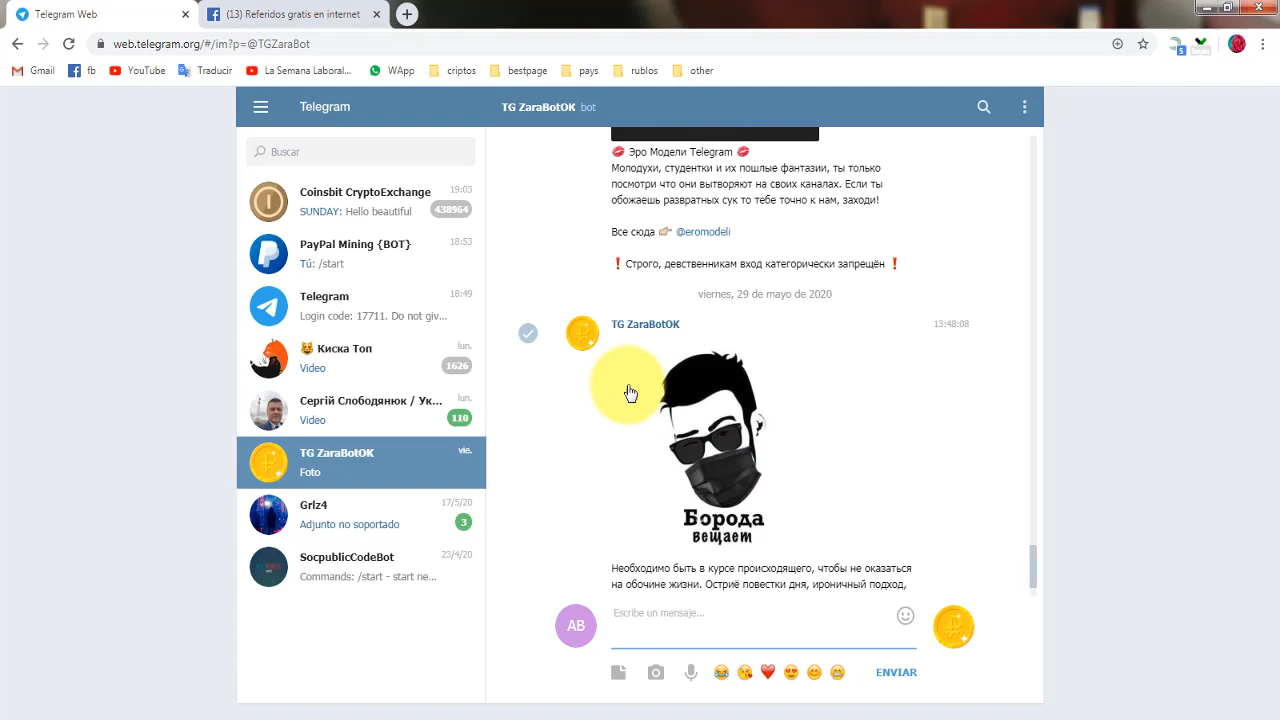 Telegram Web
(13) Referidos gratis en internet
web.telegram.org/#/im?p=@TGZaraBot
5
Gmail
fb
YouTube
Traducir
La Semana Laboral...
WApp
criptos
bestpage
pays
rublos
other
Telegram
TG ZaraBotOK bot
Buscar
Coinsbit CryptoExchange 19:03
SUNDAY: Hello beautiful 438964
PayPal Mining {BOT} 18:53
Tú: /start
Telegram 18:49
Login code: 17711. Do not giv...
Киска Топ lun.
Video 1626
Сергій Слободянюк / Ук... lun.
Video 110
TG ZaraBotOK vie.
Foto
Grlz4 17/5/20
Adjunto no soportado 3
SocpublicCodeBot 23/4/20
Commands: /start - start ne...
💋 Эро Модели Telegram 💋
Молодухи, студентки и их пошлые фантазии, ты только
посмотри что они вытворяют на своих каналах. Если ты
обожаешь развратных сук то тебе точно к нам, заходи!
Все сюда 👉🏻 @eromodeli
❗ Строго, девственникам вход категорически запрещён ❗
viernes, 29 de mayo de 2020
TG ZaraBotOK 13:48:08
Борода
вещает
Необходимо быть в курсе происходящего, чтобы не оказаться
на обочине жизни. Остриё повестки дня, ироничный подход,
AB
Escribe un mensaje...
ENVIAR